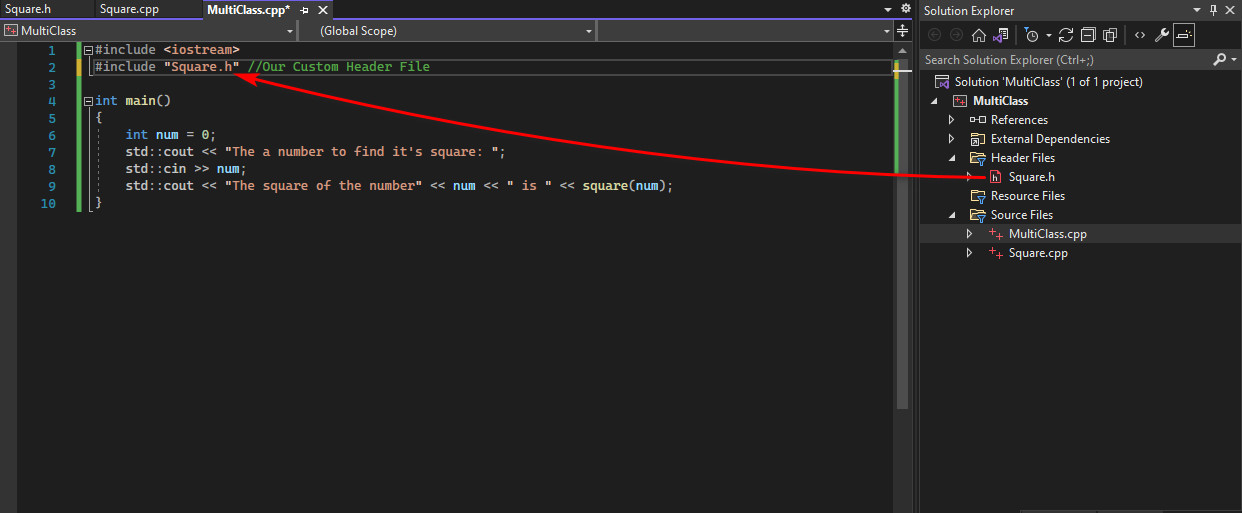 Square.h Square.cpp MultiClass.cpp*
MultiClass (Global Scope)
1 #include <iostream>
2 #include "Square.h" //Our Custom Header File
3
4 int main()
5 {
6 int num = 0;
7 std::cout << "The a number to find it's square: ";
8 std::cin >> num;
9 std::cout << "The square of the number" << num << " is " << square(num);
10 }
Solution Explorer
Search Solution Explorer (Ctrl+;)
Solution 'MultiClass' (1 of 1 project)
MultiClass
References
External Dependencies
Header Files
Square.h
Resource Files
Source Files
MultiClass.cpp
Square.cpp